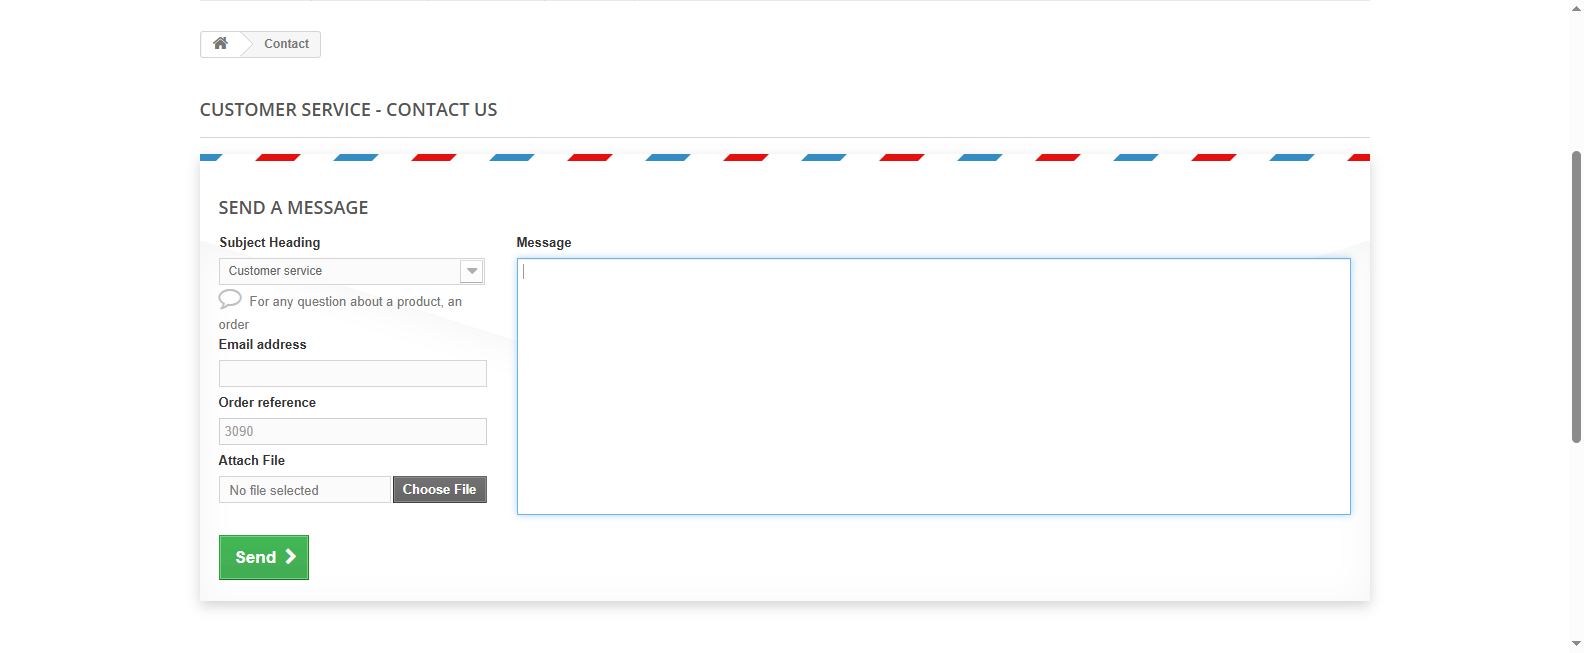 Contact
CUSTOMER SERVICE - CONTACT US
SEND A MESSAGE
Subject Heading
Customer service
For any question about a product, an
order
Email address
Order reference
3090
Attach File
No file selected
Choose File
Send
Message